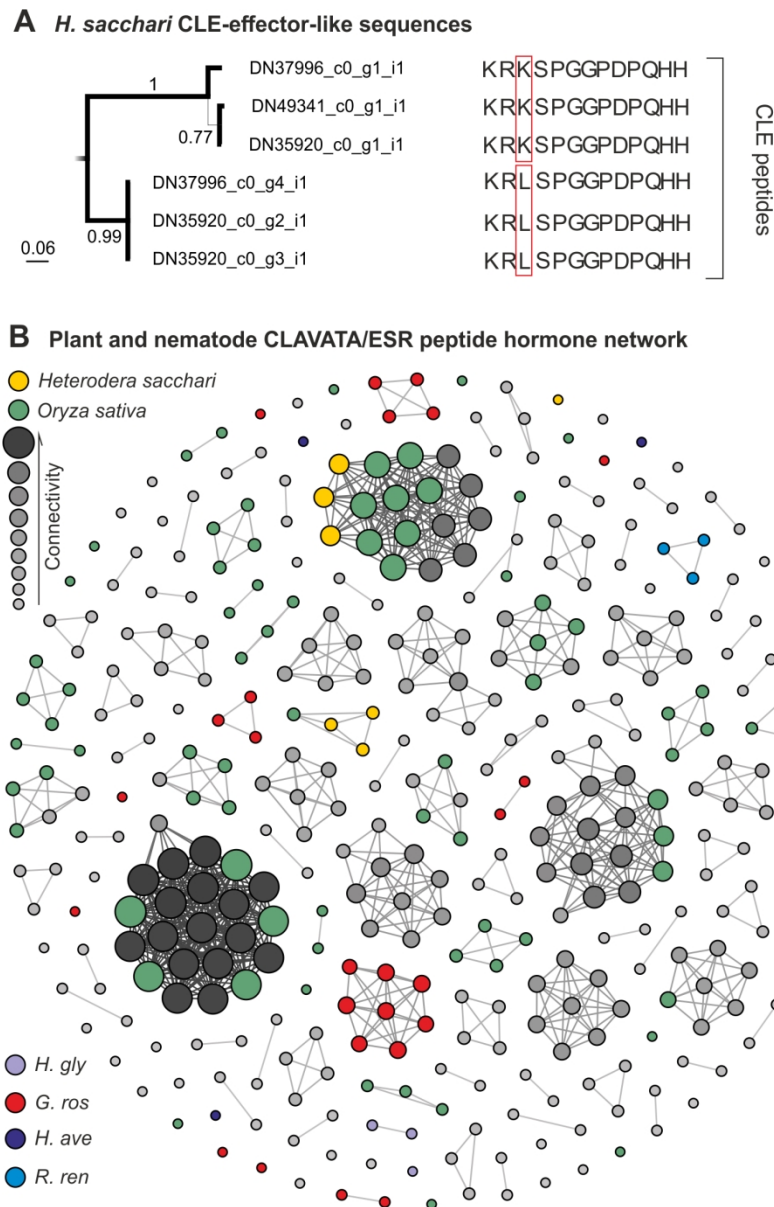 A H. sacchari CLE-effector-like sequences
DN37996_c0_g1_i1 KRKSPGGPDPQHH
1
DN49341_c0_g1_i1 KRKSPGGPDPQHH
0.77
DN35920_c0_g1_i1 KRKSPGGPDPQHH
DN37996_c0_g4_i1 KRLSPGGPDPQHH
DN35920_c0_g2_i1 KRLSPGGPDPQHH
0.99
DN35920_c0_g3_i1 KRLSPGGPDPQHH
0.06
CLE peptides
B Plant and nematode CLAVATA/ESR peptide hormone network
Heterodera sacchari
Oryza sativa
Connectivity
H. gly
G. ros
H. ave
R. ren